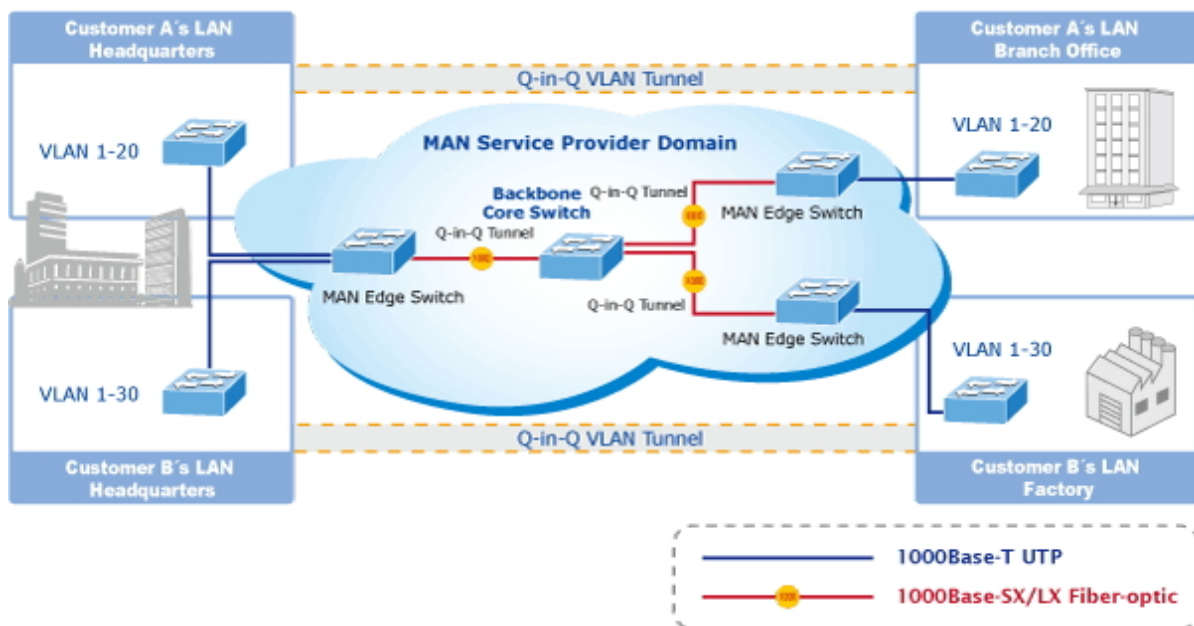 Customer A´s LAN
Headquarters
Customer A´s LAN
Branch Office
Q-in-Q VLAN Tunnel
VLAN 1-20
MAN Service Provider Domain
VLAN 1-20
Q-in-Q Tunnel
Backbone
Core Switch
MAN Edge Switch
Q-in-Q Tunnel
MAN Edge Switch
Q-in-Q Tunnel
MAN Edge Switch
VLAN 1-30
VLAN 1-30
Q-in-Q VLAN Tunnel
Customer B´s LAN
Headquarters
Customer B´s LAN
Factory
1000Base-T UTP
1000Base-SX/LX Fiber-optic